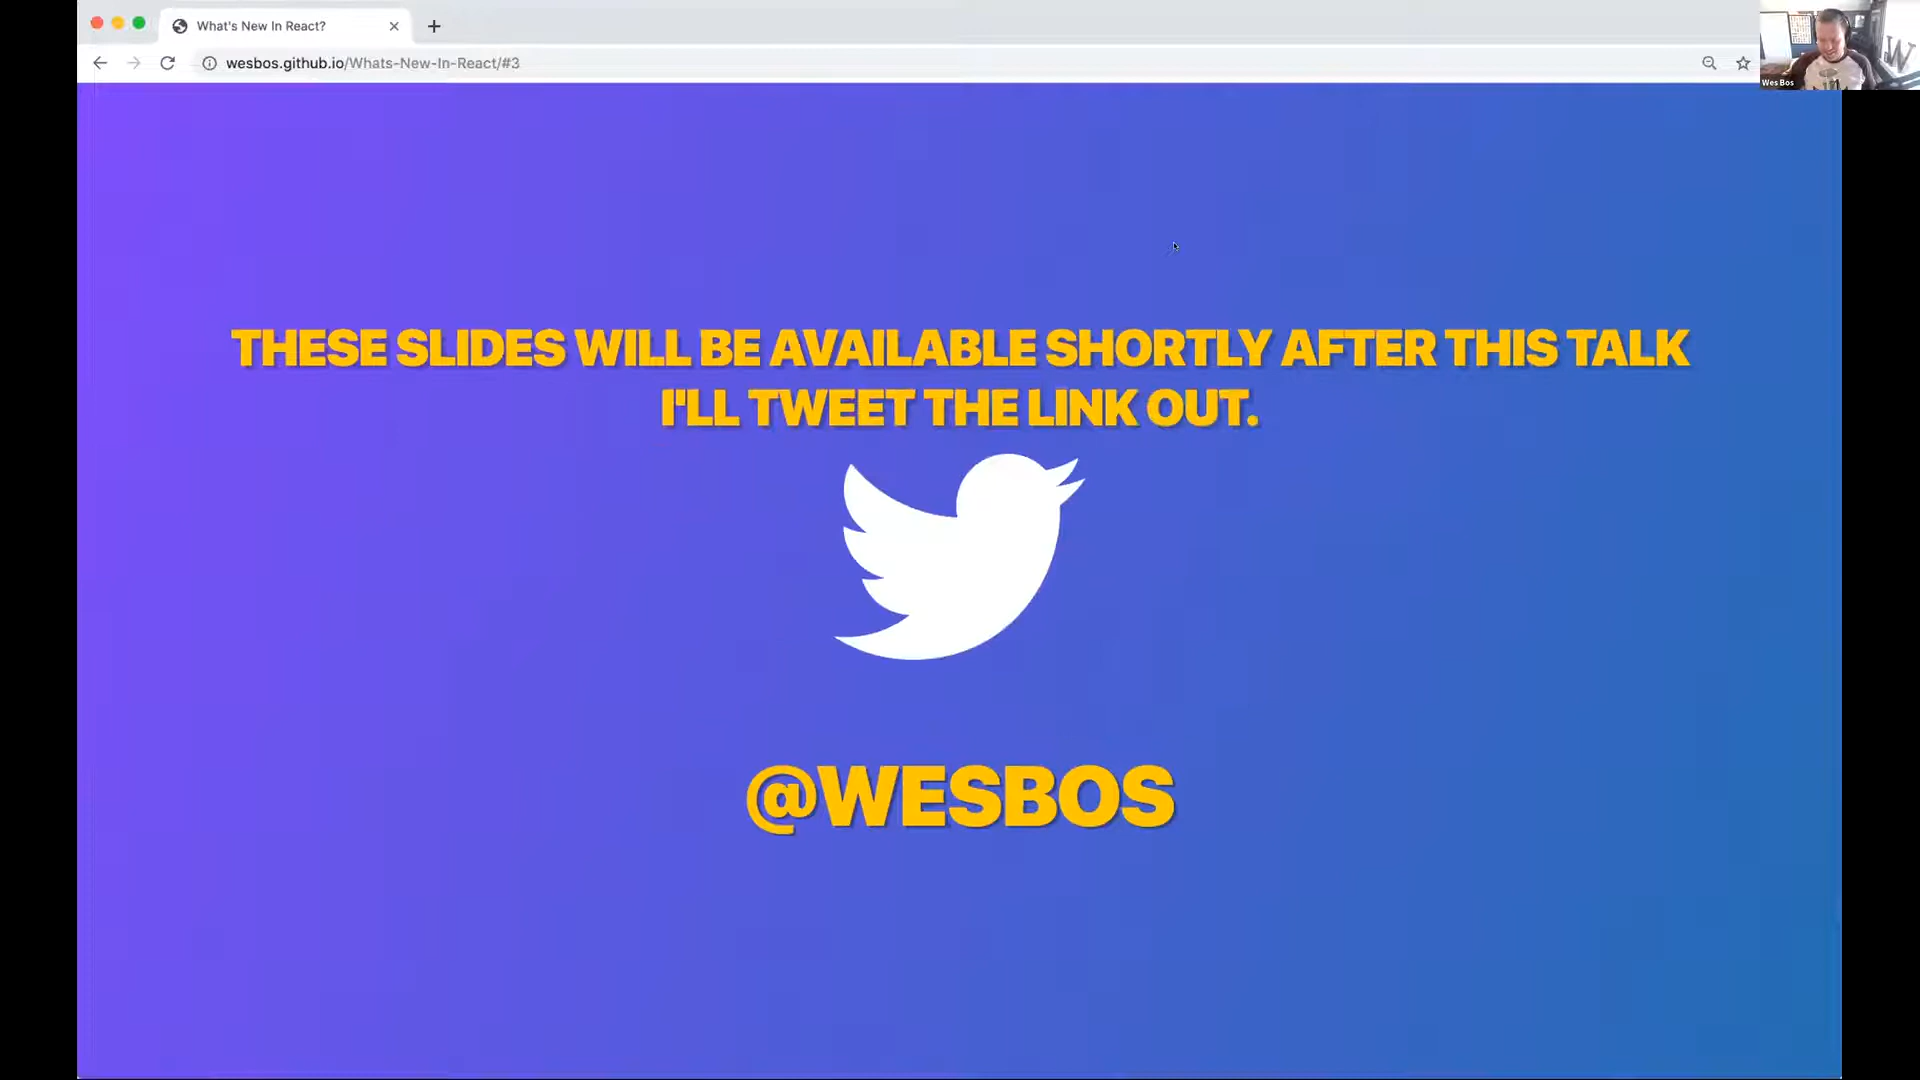 What's New In React?
wesbos.github.io/Whats-New-In-React/#3
Wes Bos
THESE SLIDES WILL BE AVAILABLE SHORTLY AFTER THIS TALK
I'LL TWEET THE LINK OUT.
@WESBOS